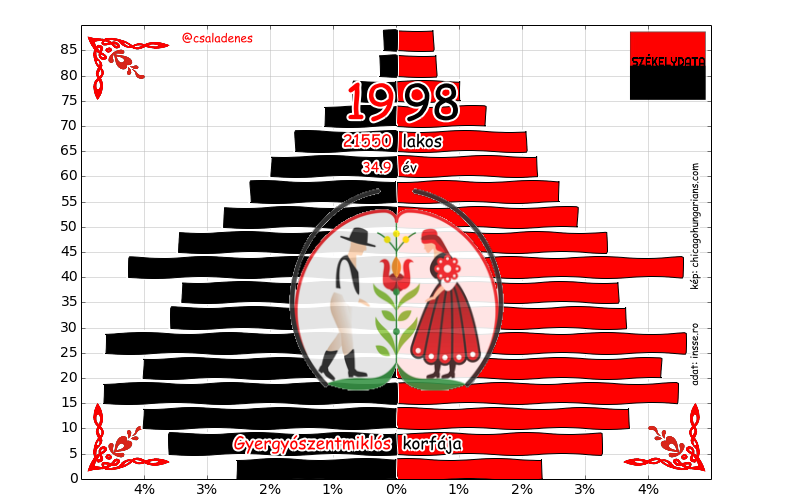 @csaladenes
SZÉKELYDATA
1998
21550 lakos
34.9 év
kép: chicagohungarians.com
adat: insse.ro
Gyergyószentmiklós korfája
85
80
75
70
65
60
55
50
45
40
35
30
25
20
15
10
5
0
4% 3% 2% 1% 0% 1% 2% 3% 4%